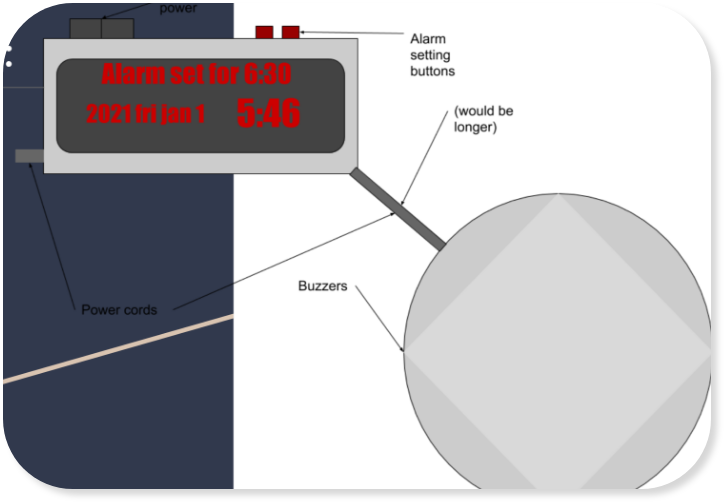 power
Alarm
setting
buttons
Alarm set for 6:30
2021 fri jan 1 5:46
(would be
longer)
Buzzers
Power cords